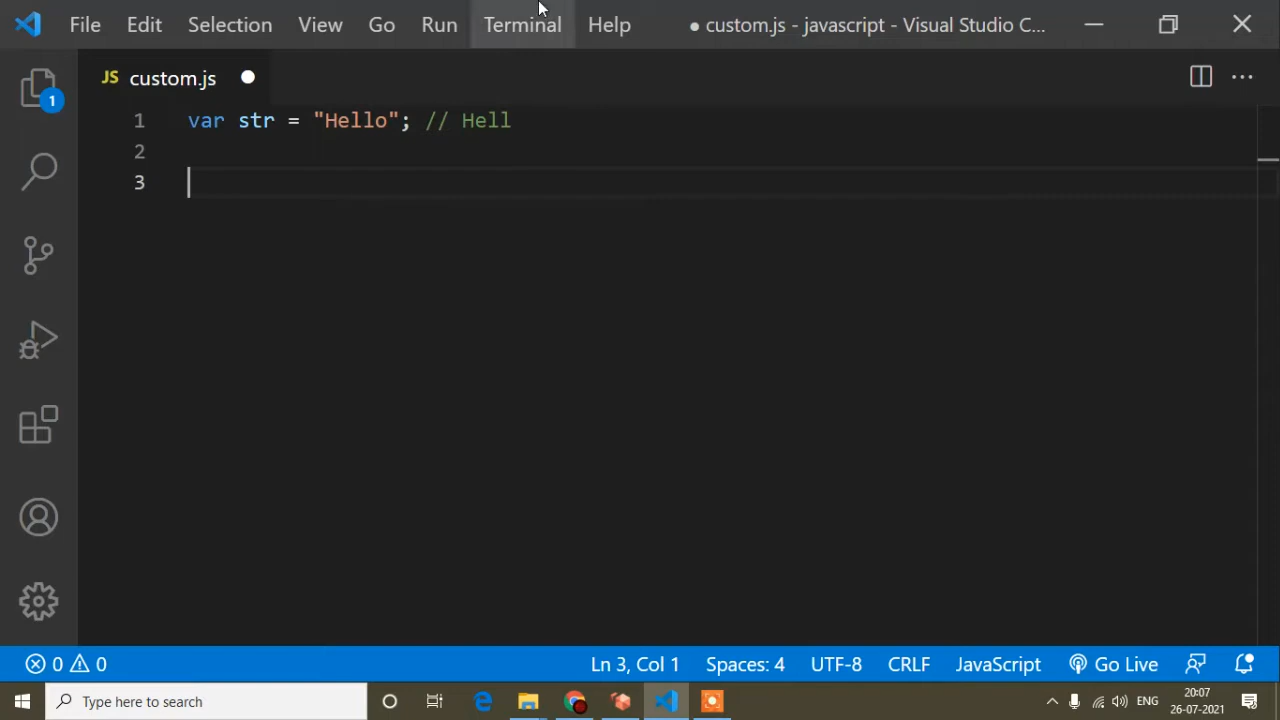 File Edit Selection View Go Run Terminal Help ● custom.js - javascript - Visual Studio C...
JS custom.js
1
1 var str = "Hello"; // Hell
2
3
0 0 Ln 3, Col 1 Spaces: 4 UTF-8 CRLF JavaScript Go Live
Type here to search ENG 20:07
26-07-2021